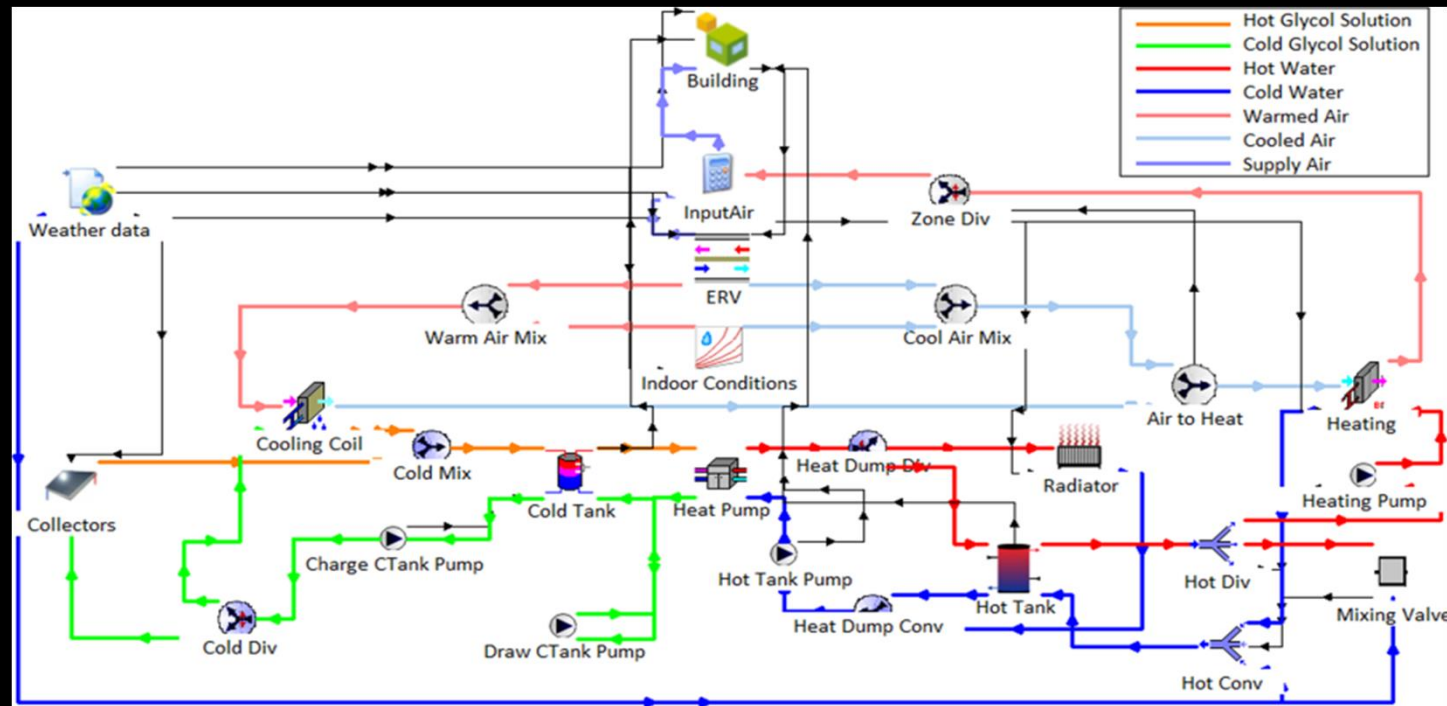 Hot Glycol Solution
Cold Glycol Solution
Hot Water
Cold Water
Warmed Air
Cooled Air
Supply Air
Building
Weather data
InputAir
Zone Div
ERV
Warm Air Mix
Cool Air Mix
Indoor Conditions
Air to Heat
Heating
Cooling Coil
Cold Mix
Heat Dump Div
Radiator
Heating Pump
Collectors
Cold Tank
Heat Pump
Charge CTank Pump
Hot Tank Pump
Hot Div
Hot Tank
Mixing Valve
Cold Div
Draw CTank Pump
Heat Dump Conv
Hot Conv